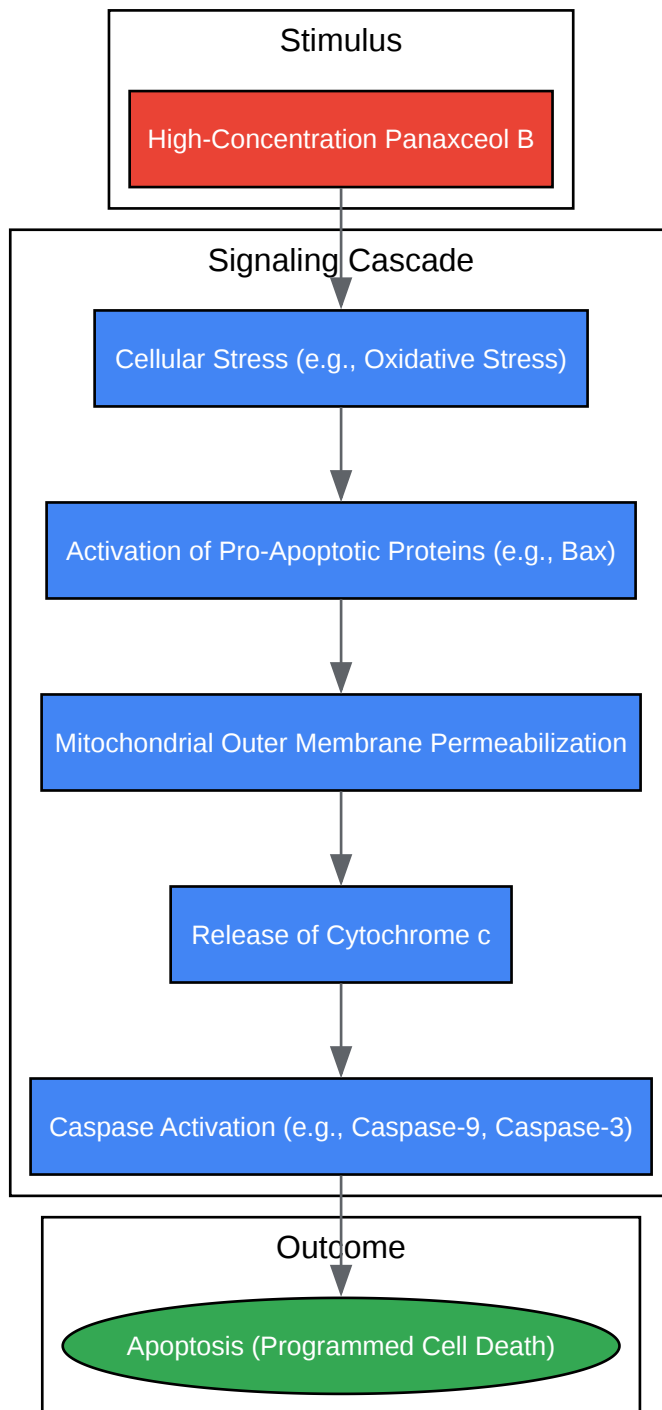 Stimulus
High-Concentration Panaxceol B
Signaling Cascade
Cellular Stress (e.g., Oxidative Stress)
Activation of Pro-Apoptotic Proteins (e.g., Bax)
Mitochondrial Outer Membrane Permeabilization
Release of Cytochrome c
Caspase Activation (e.g., Caspase-9, Caspase-3)
Outcome
Apoptosis (Programmed Cell Death)